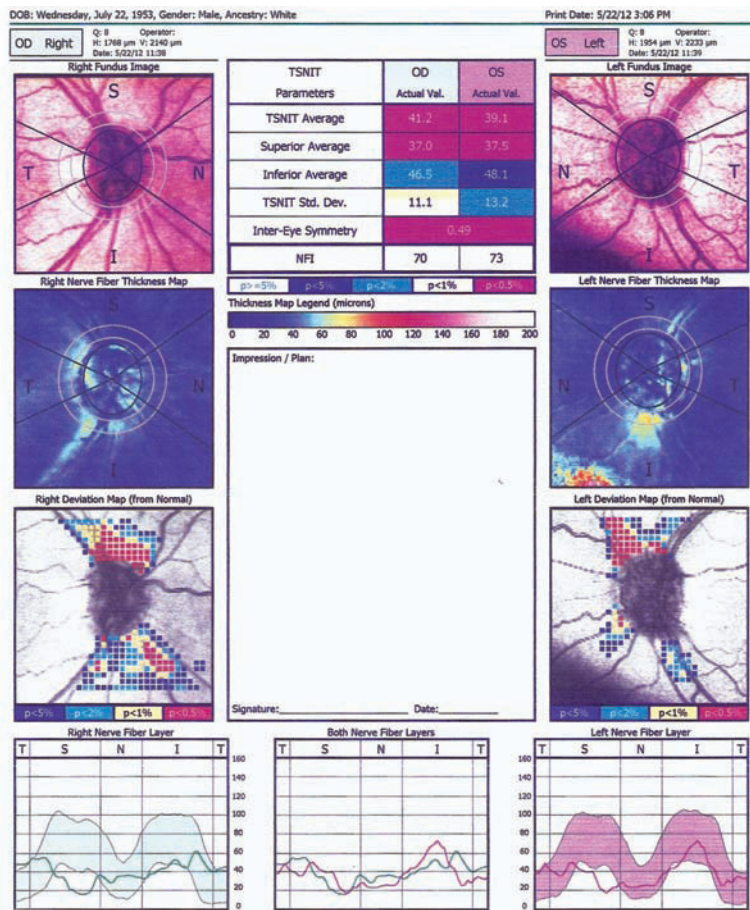 DOB: Wednesday, July 22, 1953, Gender: Male, Ancestry: White
Print Date: 5/22/12 3:06 PM
OD Right
Q: 8 Operator:
H: 1768 µm V: 2140 µm
Date: 5/22/12 11:38
OS Left
Q: 8 Operator:
H: 1954 µm V: 2233 µm
Date: 5/22/12 11:39
Right Fundus Image
S
T
N
I
TSNIT OD OS
Parameters Actual Val. Actual Val.
TSNIT Average 41.2 39.1
Superior Average 37.0 37.5
Inferior Average 46.5 48.1
TSNIT Std. Dev. 11.1 13.2
Inter-Eye Symmetry 0.49
NFI 70 73
p>=5% p<5% p<2% p<1% p<0.5%
Left Fundus Image
S
T
N
I
Right Nerve Fiber Thickness Map
S
T
N
I
Thickness Map Legend (microns)
0 20 40 60 80 100 120 140 160 180 200
Left Nerve Fiber Thickness Map
S
T
N
I
Impression / Plan:
Signature: Date:
Right Deviation Map (from Normal)
p<5% p<2% p<1% p<0.5%
Left Deviation Map (from Normal)
p<5% p<2% p<1% p<0.5%
Right Nerve Fiber Layer
T S N I T
160
140
120
100
80
60
40
20
0
Both Nerve Fiber Layers
T S N I T
Left Nerve Fiber Layer
T S N I T
160
140
120
100
80
60
40
20
0